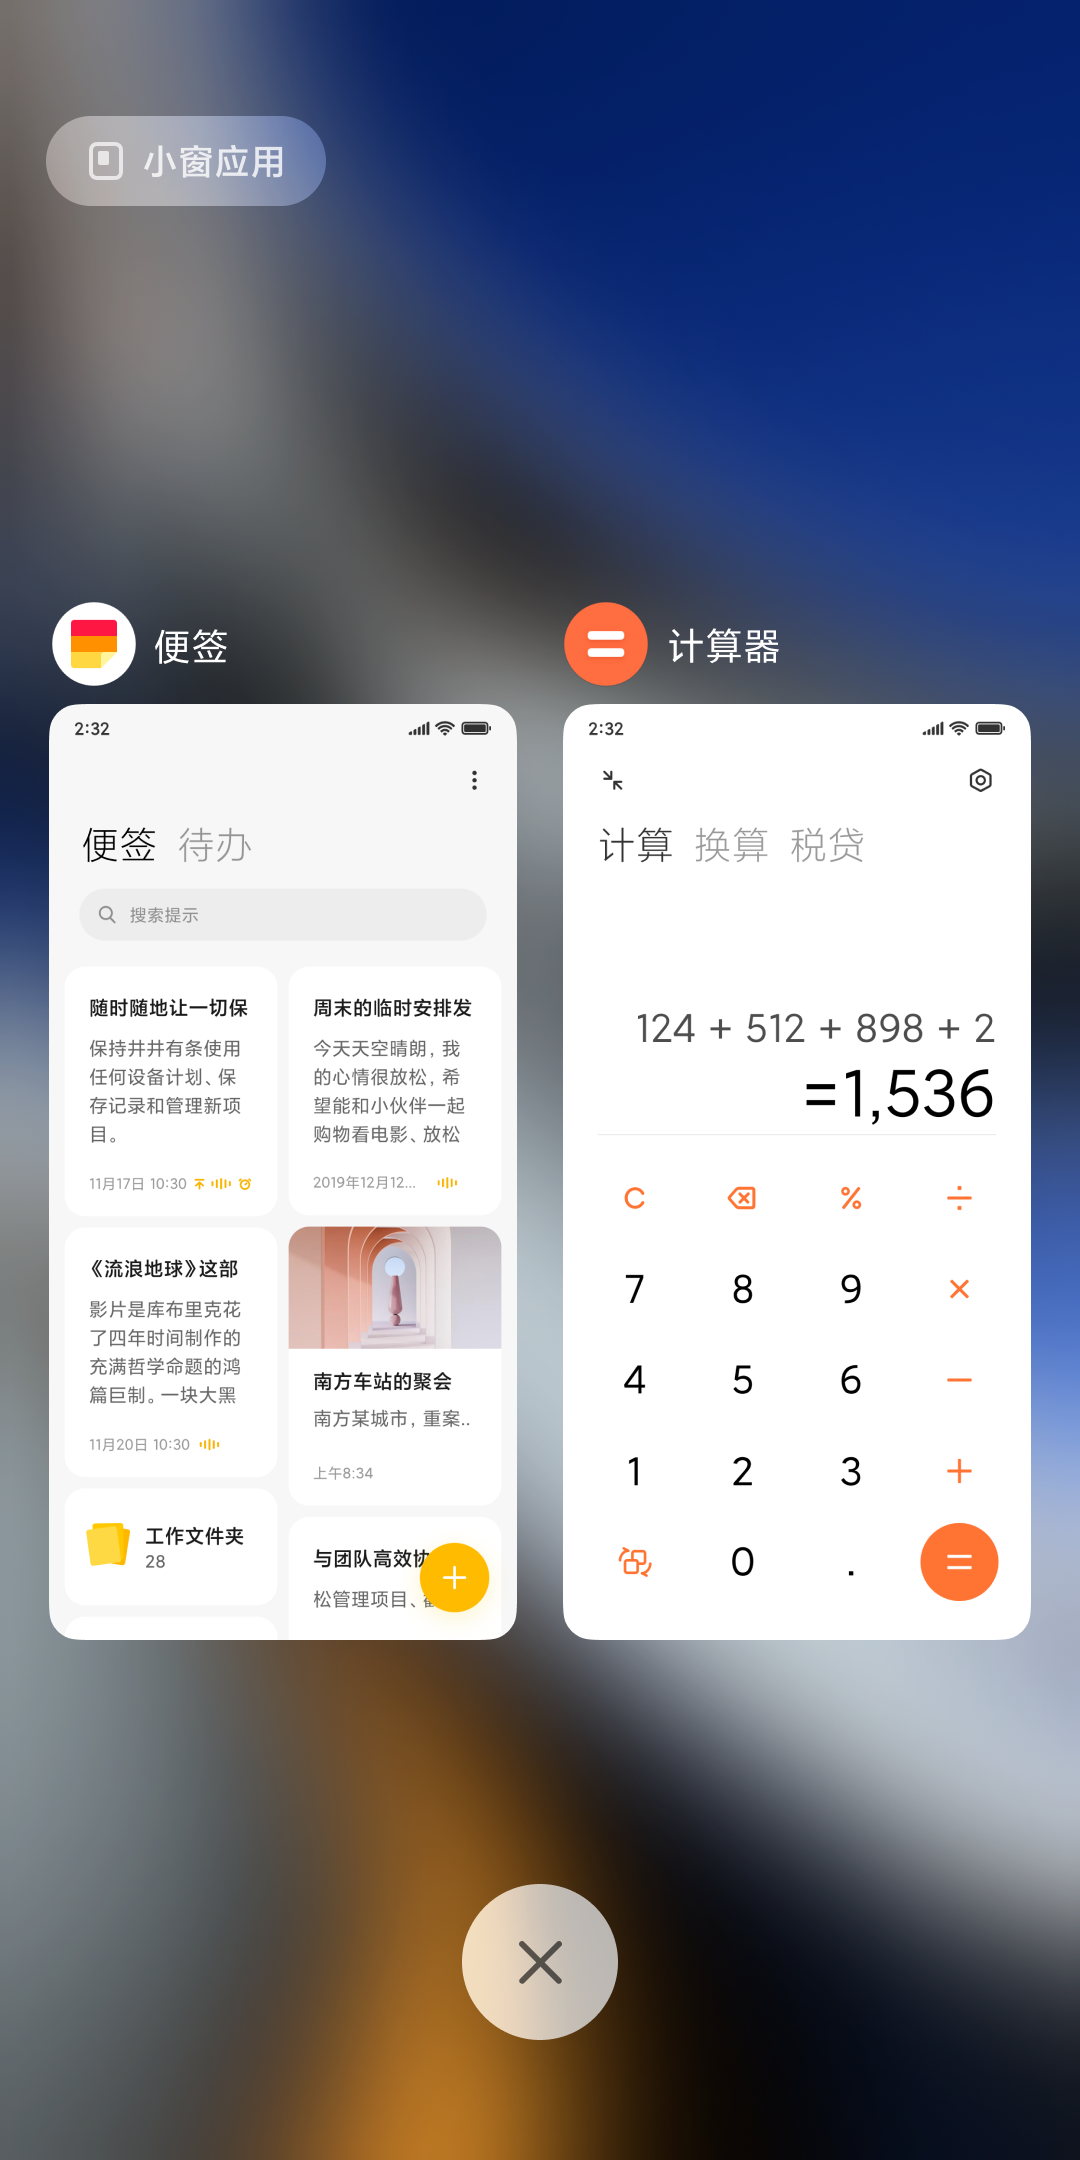 小窗应用
便签
计算器
2:32
便签 待办
搜索提示
随时随地让一切保
保持井井有条使用
任何设备计划、保
存记录和管理新项
目。
11月17日 10:30
周末的临时安排发
今天天空晴朗，我
的心情很放松，希
望能和小伙伴一起
购物看电影、放松
2019年12月12...
《流浪地球》这部
影片是库布里克花
了四年时间制作的
充满哲学命题的鸿
篇巨制。一块大黑
11月20日 10:30
南方车站的聚会
南方某城市，重案..
上午8:34
工作文件夹
28
与团队高效协
松管理项目、
2:32
计算 换算 税贷
124 + 512 + 898 + 2
=1,536
C % ÷
7 8 9 ×
4 5 6 −
1 2 3 +
0 . =